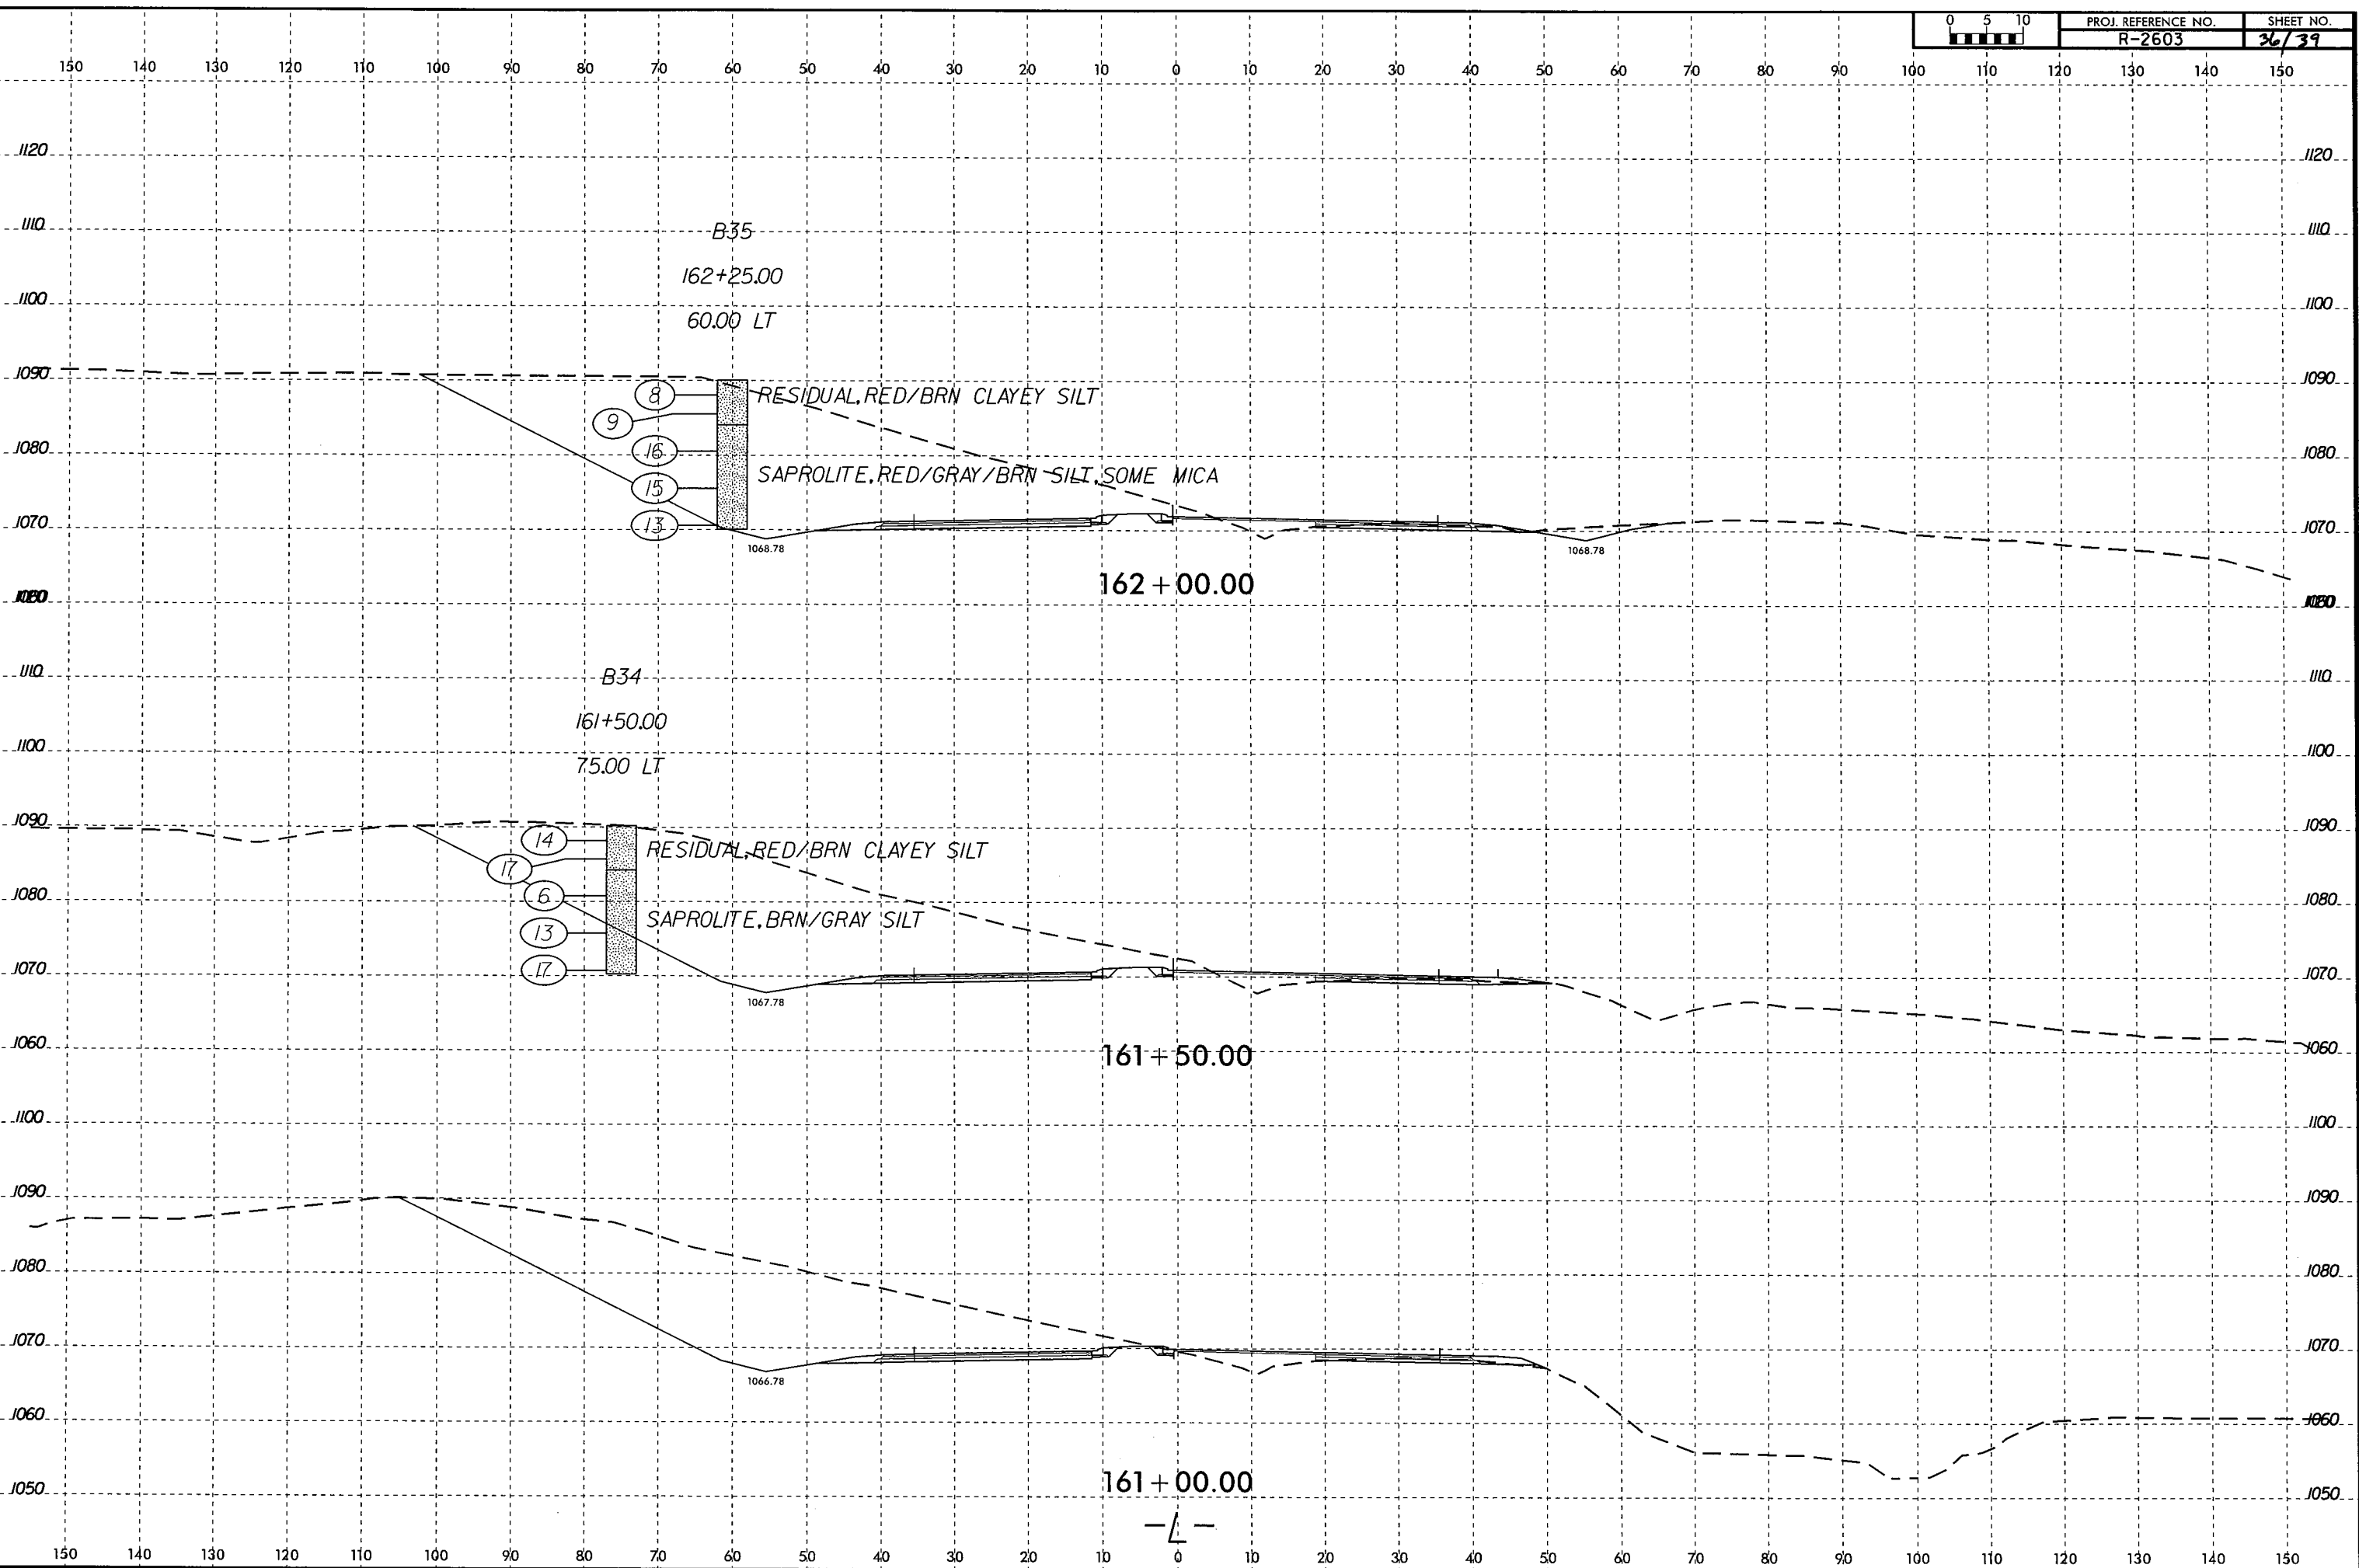 0 5 10
PROJ. REFERENCE NO. SHEET NO.
R-2603 36/39
150 140 130 120 110 100 90 80 70 60 50 40 30 20 10 0 10 20 30 40 50 60 70 80 90 100 110 120 130 140 150
1120 1120
1110 1110
B35
162+25.00
1100 1100
60.00 LT
1090 1090
8 RESIDUAL,RED/BRN CLAYEY SILT
9
1080 1080
16
SAPROLITE,RED/GRAY/BRN SILT,SOME MICA
15
1070 13 1070
1068.78 1068.78
162+00.00
1110 1110
B34
161+50.00
1100 1100
75.00 LT
1090 1090
14 RESIDUAL,RED/BRN CLAYEY SILT
17
1080 6 1080
SAPROLITE,BRN/GRAY SILT
13
1070 17 1070
1067.78
1060 1060
161+50.00
1100 1100
1090 1090
1080 1080
1070 1070
1066.78
1060 1060
161+00.00
1050 1050
-L-
150 140 130 120 110 100 90 80 70 60 50 40 30 20 10 0 10 20 30 40 50 60 70 80 90 100 110 120 130 140 150